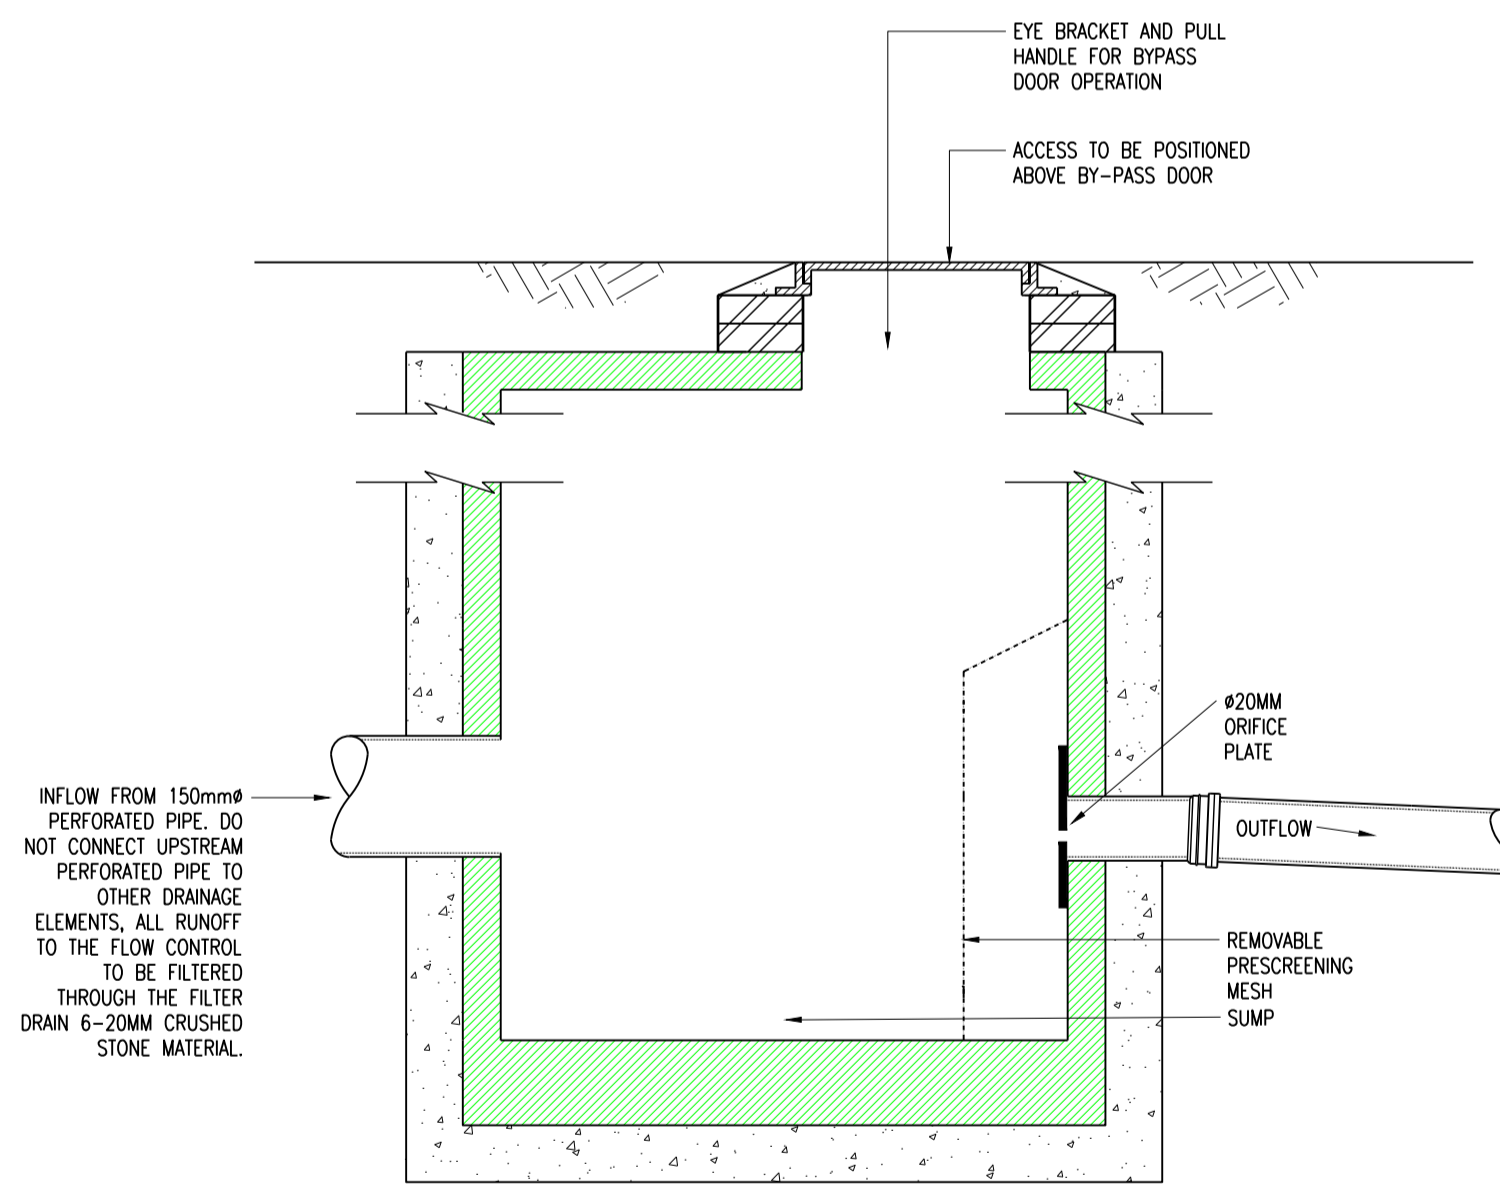 EYE BRACKET AND PULL
HANDLE FOR BYPASS
DOOR OPERATION
ACCESS TO BE POSITIONED
ABOVE BY-PASS DOOR
ø20MM
ORIFICE
PLATE
INFLOW FROM 150mmø
PERFORATED PIPE. DO
NOT CONNECT UPSTREAM
PERFORATED PIPE TO
OTHER DRAINAGE
ELEMENTS, ALL RUNOFF
TO THE FLOW CONTROL
TO BE FILTERED
THROUGH THE FILTER
DRAIN 6-20MM CRUSHED
STONE MATERIAL.
OUTFLOW
REMOVABLE
PRESCREENING
MESH
SUMP